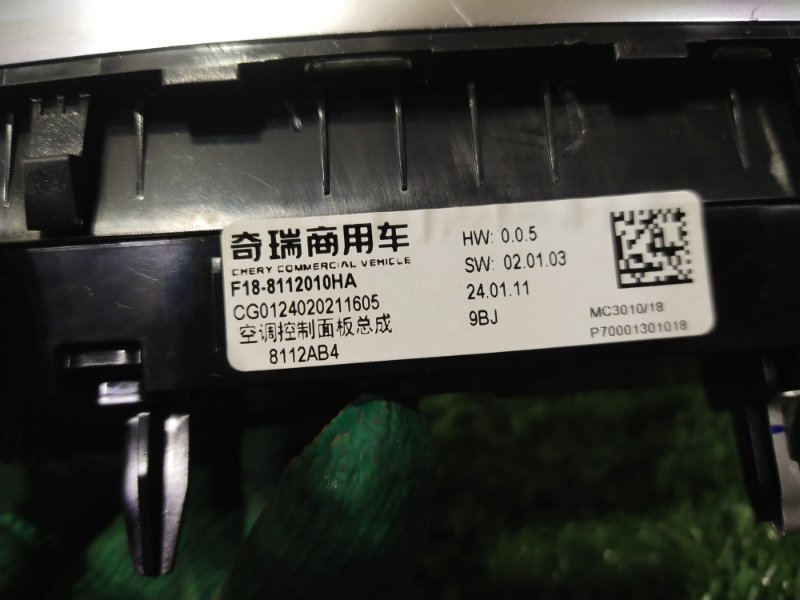 奇瑞商用车
CHERY COMMERCIAL VEHICLE
F18-8112010HA
CG0124020211605
空调控制面板总成
8112AB4
HW: 0.0.5
SW: 02.01.03
24.01.11
9BJ
MC3010/18
P70001301018